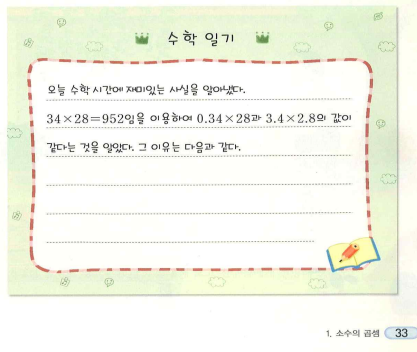 수학 일기
오늘 수학 시간에 재미있는 사실을 알아냈다.
34×28=952임을 이용하여 0.34×28과 3.4×2.8의 값이
같다는 것을 알았다. 그 이유는 다음과 같다.
1. 소수의 곱셈 33